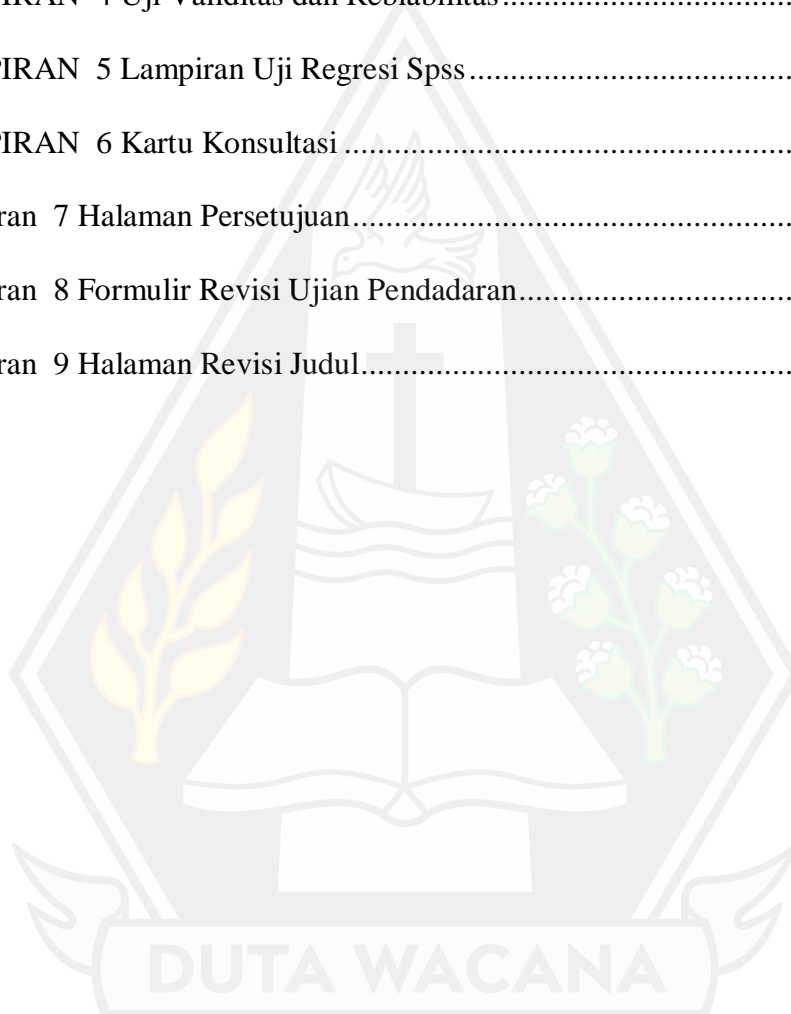 IRAN 4 Uji Validitas dan Reliabilitas
PIRAN 5 Lampiran Uji Regresi Spss
PIRAN 6 Kartu Konsultasi
ran 7 Halaman Persetujuan
ran 8 Formulir Revisi Ujian Pendadaran
ran 9 Halaman Revisi Judul
DUTA WACANA